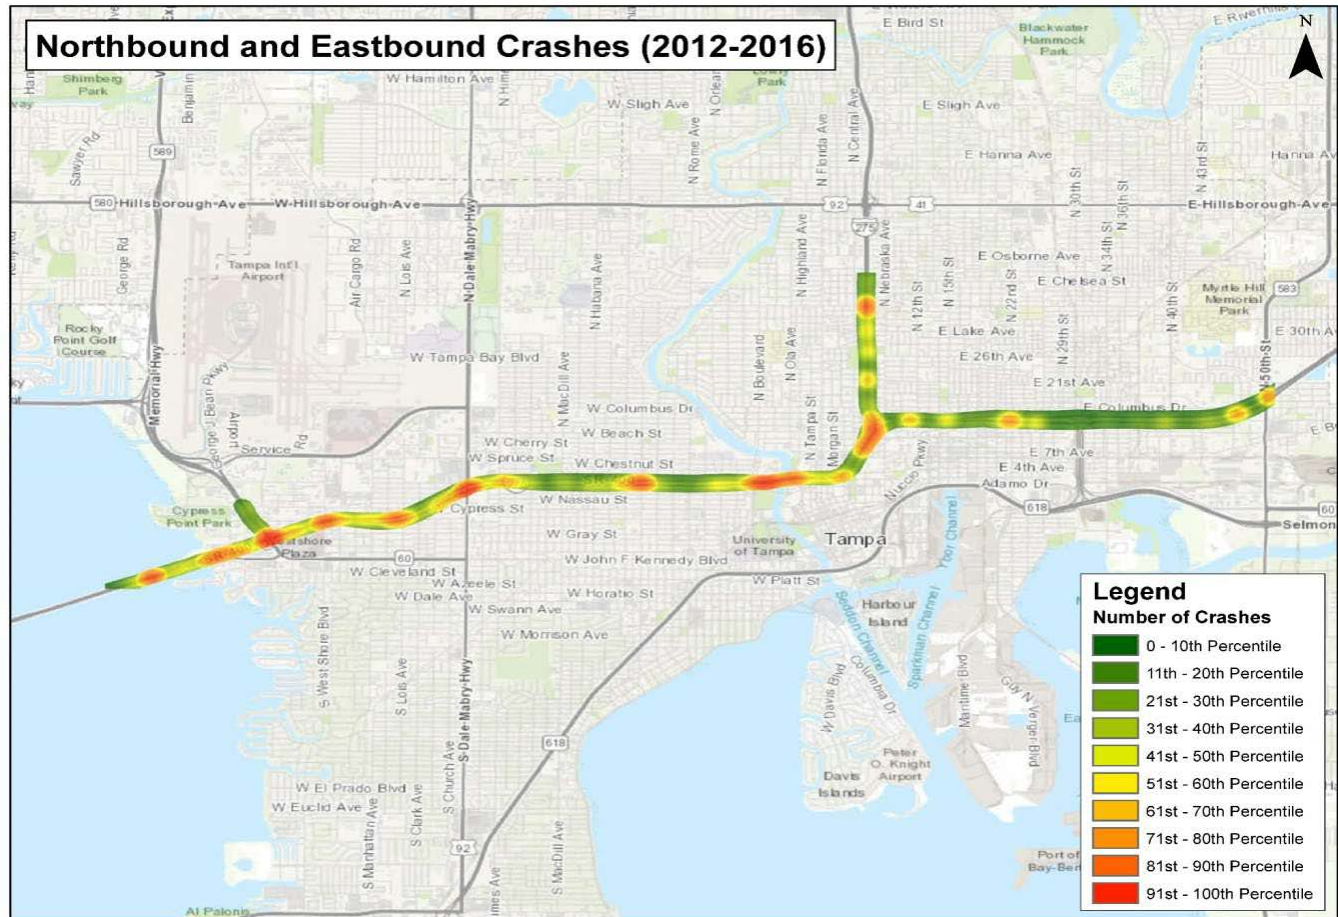 Northbound and Eastbound Crashes (2012-2016)
N
E Bird St
Blackwater
Hammock
Park
Shimberg
Park
W Hamilton Ave
W Sligh Ave
E Sligh Ave
Benjamin
Sawyer Rd
589
N Rome Ave
N Florida Ave
N Central Ave
E Hanna Ave
Hanna Av
N 30th St
N 36th St
N 43rd St
580
Hillsborough-Ave
W-Hillsborough-Ave
92
41
E-Hillsborough-Ave
275
N-Dale-Mabry-Hwy
George Rd
Tampa Int'l
Airport
Air Cargo Rd
N Lois Ave
N Habana Ave
N Highland Ave
N Nebraska Ave
E Osborne Ave
N 34th St
E Chelsea St
N 12th St
N 15th St
N 22nd St
N 40th St
Myrtle Hill
Memorial
Park
583
Rocky
Point Golf
Course
W Tampa Bay Blvd
E Lake Ave
E 26th Ave
N 29th St
E 30th A
N Boulevard
N Ola Ave
E 21st Ave
N-50th-St
Memorial-Hwy
George J Bean Pkwy
Airport
Service
Rd
N MacDill Ave
W Columbus Dr
E Columbus Dr
W Beach St
W Cherry St
W Spruce St
W Chestnut St
N Tampa St
Morgan St
Nuccio Pkwy
E 7th Ave
E 4th Ave
Adamo Dr
W Nassau St
Cypress St
618
60
Selmon
Cypress
Point Park
Plaza
60
W Gray St
W John F Kennedy Blvd
University
of Tampa
Tampa
Ybor Channel
W Cleveland St
W Azeele St
W Dale Ave
W Horatio St
W Platt St
W Swann Ave
W Morrison Ave
Harbour
Island
Seddon Channel
Sparkman Channel
S West Shore Blvd
S Lois Ave
S-Dale-Mabry-Hwy
W Davis Blvd
Columbia Dr
Maritime Blvd
Guy N Verger Blvd
618
Peter
O. Knight
Airport
Davis
Islands
S Church Ave
W El Prado Blvd
W Euclid Ave
S Manhattan Ave
S Clark Ave
92
S MacDill Ave
Port of
Legend
Number of Crashes
0 - 10th Percentile
11th - 20th Percentile
21st - 30th Percentile
31st - 40th Percentile
41st - 50th Percentile
51st - 60th Percentile
61st - 70th Percentile
71st - 80th Percentile
81st - 90th Percentile
91st - 100th Percentile